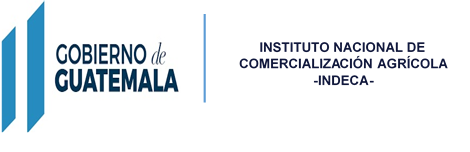 GOBIERNO de
GUATEMALA
INSTITUTO NACIONAL DE
COMERCIALIZACIÓN AGRÍCOLA
-INDECA-